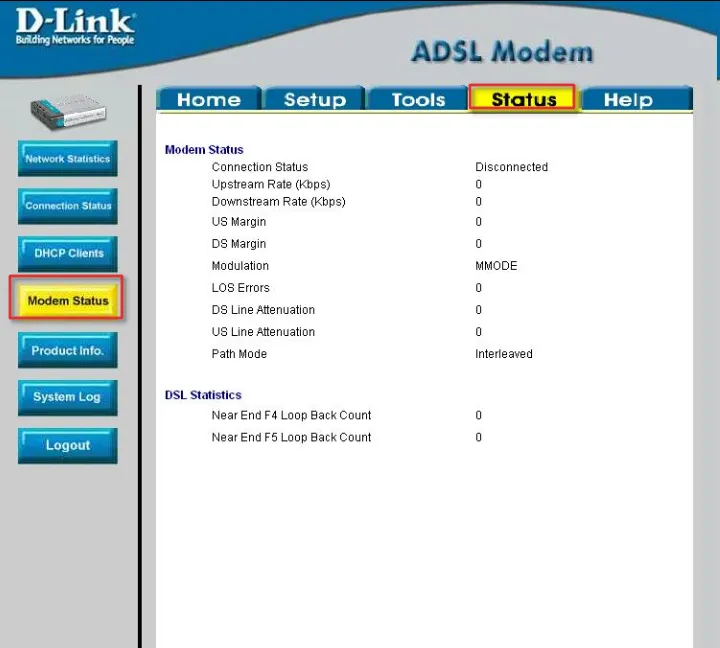 D-Link
Building Networks for People
ADSL Modem
Home Setup Tools Status Help
Network Statistics
Connection Status
DHCP Clients
Modem Status
Product Info.
System Log
Logout
Modem Status
Connection Status Disconnected
Upstream Rate (Kbps) 0
Downstream Rate (Kbps) 0
US Margin 0
DS Margin 0
Modulation MMODE
LOS Errors 0
DS Line Attenuation 0
US Line Attenuation 0
Path Mode Interleaved
DSL Statistics
Near End F4 Loop Back Count 0
Near End F5 Loop Back Count 0